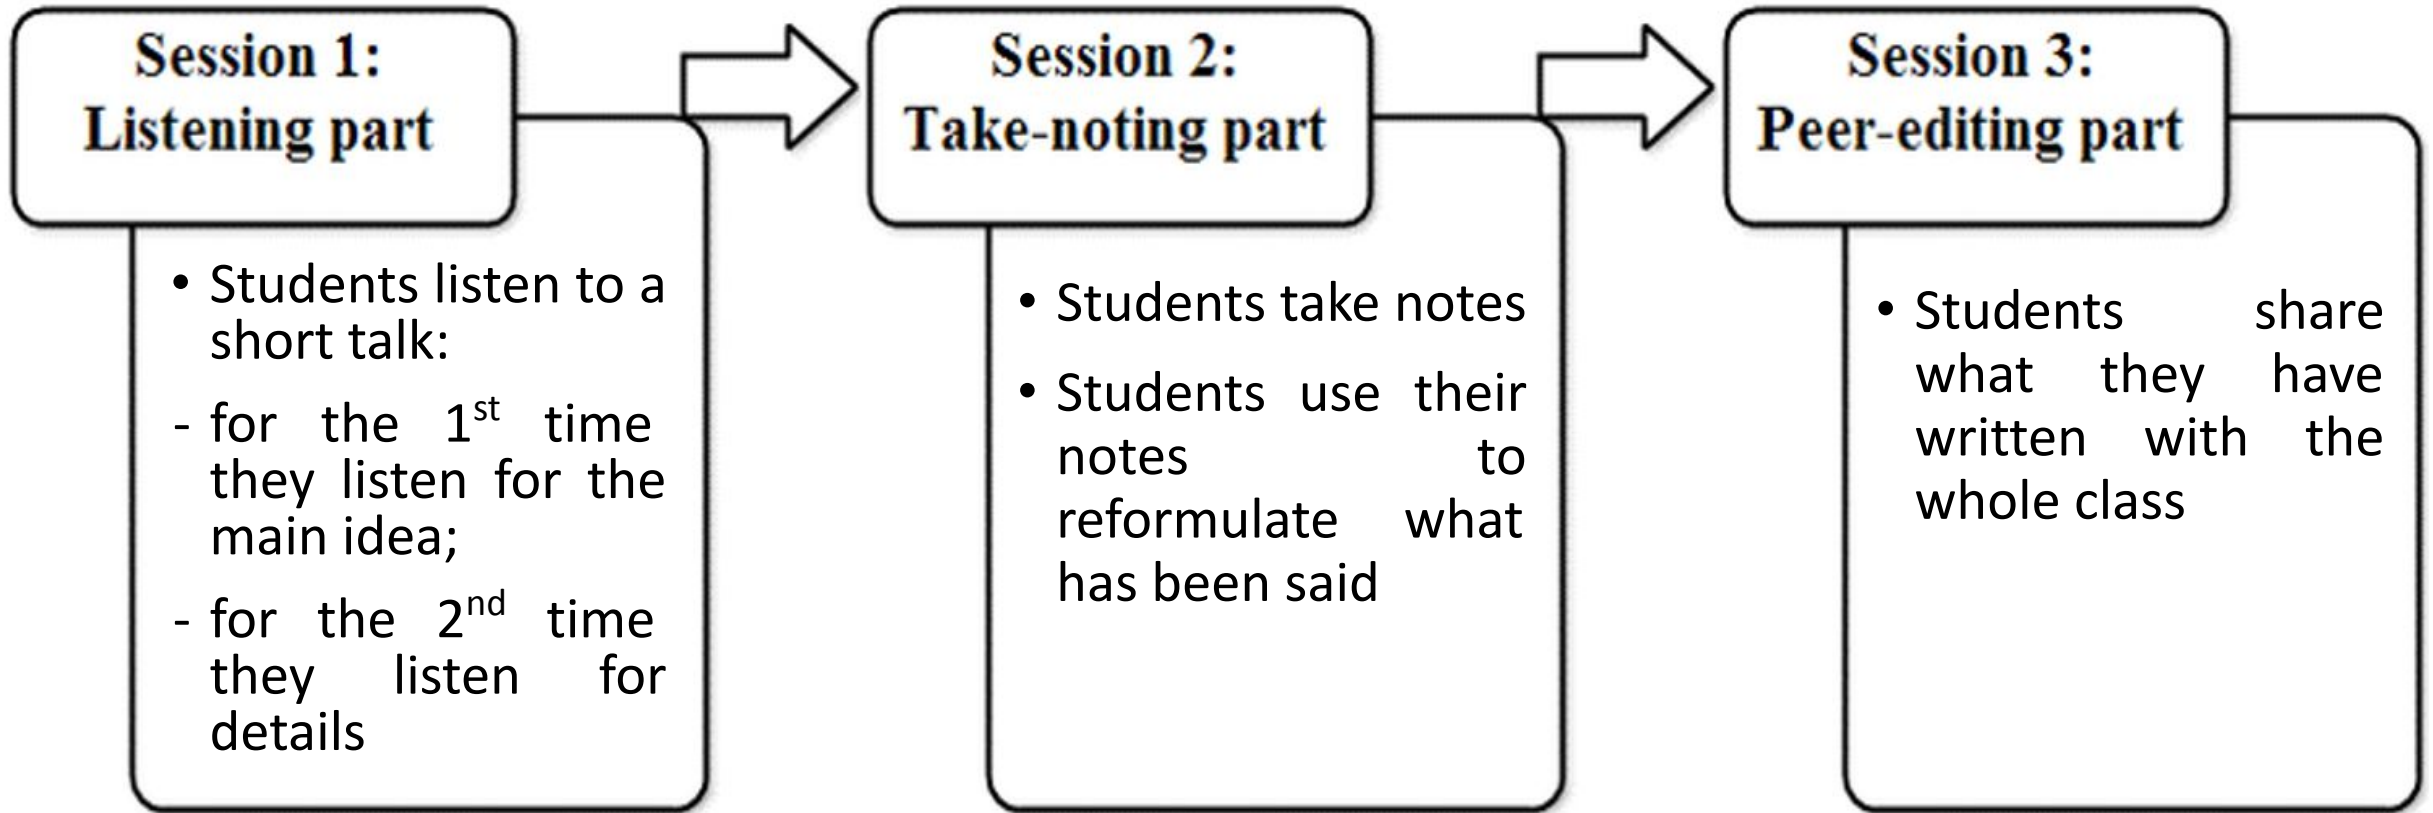 Session 1:
Listening part
• Students listen to a
short talk:
- for the 1st time
they listen for the
main idea;
- for the 2nd time
they listen for
details
Session 2:
Take-noting part
• Students take notes
• Students use their
notes to
reformulate what
has been said
Session 3:
Peer-editing part
• Students share
what they have
written with the
whole class